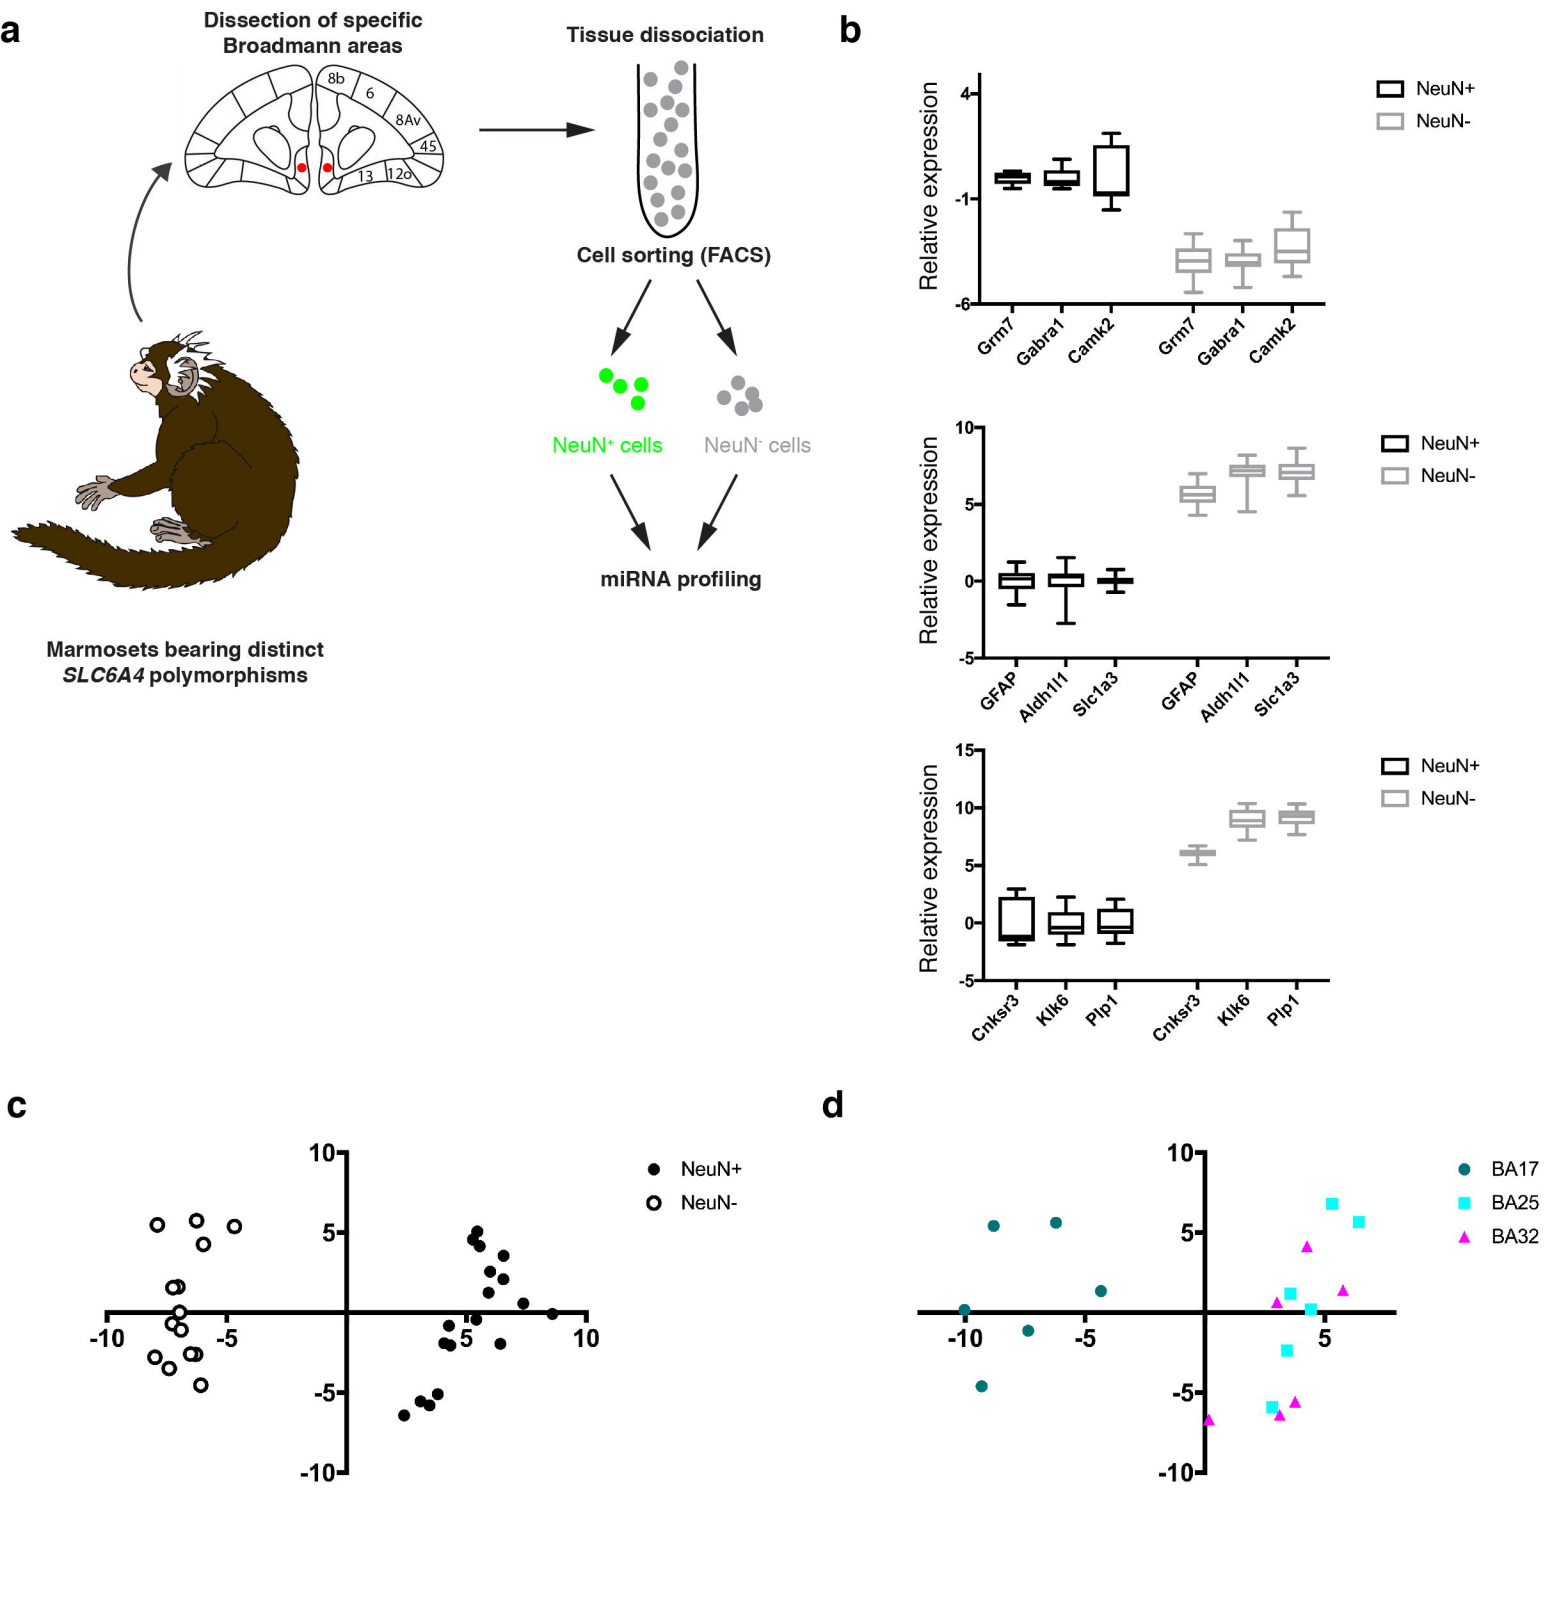 a
Dissection of specific
Broadmann areas
8b
6
8Av
45
13
12o
Tissue dissociation
Cell sorting (FACS)
NeuN+ cells
NeuN- cells
miRNA profiling
Marmosets bearing distinct
SLC6A4 polymorphisms
b
Relative expression
4
-1
-6
Grm7
Gabra1
Camk2
Grm7
Gabra1
Camk2
NeuN+
NeuN-
Relative expression
10
5
0
-5
GFAP
Aldh1l1
Slc1a3
GFAP
Aldh1l1
Slc1a3
NeuN+
NeuN-
Relative expression
15
10
5
0
-5
Cnksr3
Klk6
Plp1
Cnksr3
Klk6
Plp1
NeuN+
NeuN-
c
10
5
-5
-10
-10
-5
5
10
NeuN+
NeuN-
d
10
5
-5
-10
-10
-5
5
BA17
BA25
BA32